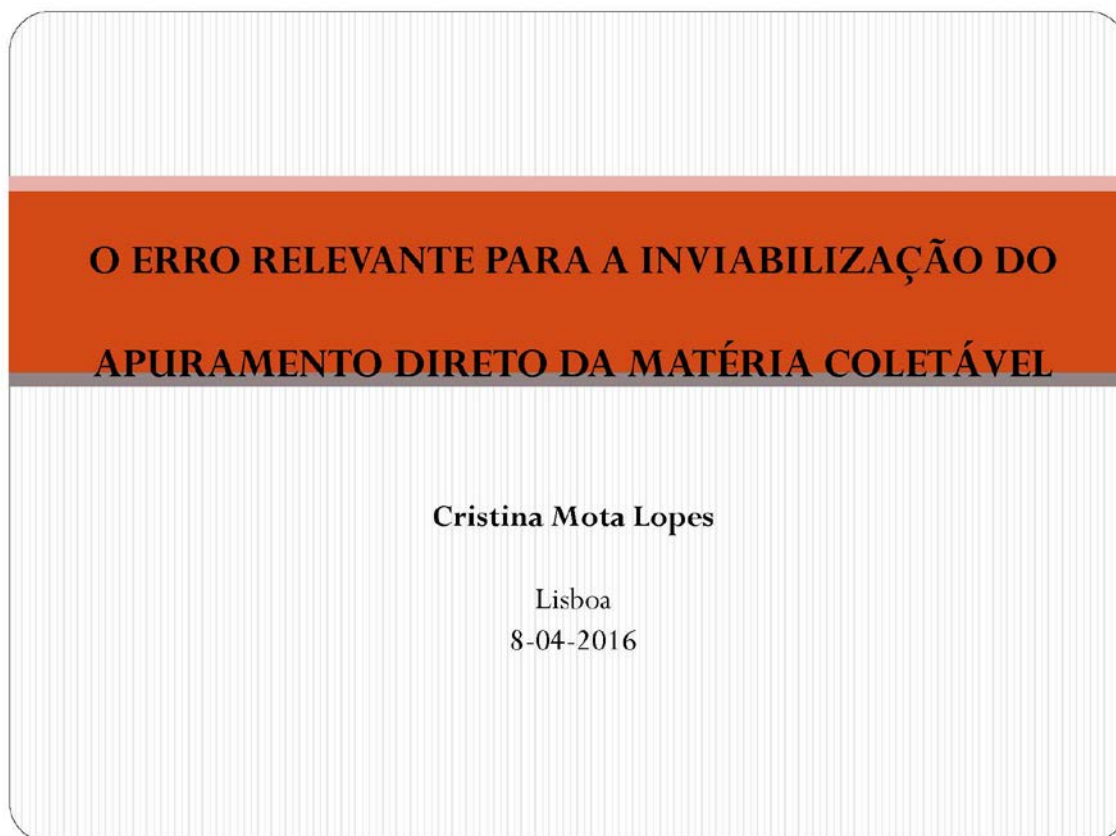 O ERRO RELEVANTE PARA A INVIABILIZAÇÃO DO
APURAMENTO DIRETO DA MATÉRIA COLETÁVEL
Cristina Mota Lopes
Lisboa
8-04-2016